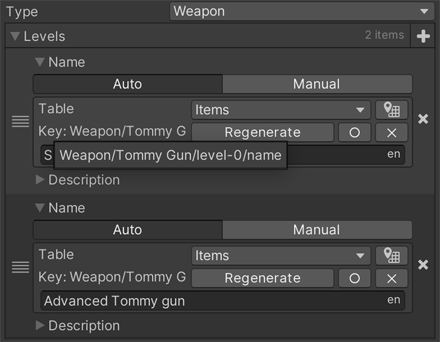 Type Weapon
Levels 2 items
Name
Auto Manual
Table Items
Key: Weapon/Tommy G Regenerate
S Weapon/Tommy Gun/level-0/name en
Description
Name
Auto Manual
Table Items
Key: Weapon/Tommy G Regenerate
Advanced Tommy gun en
Description